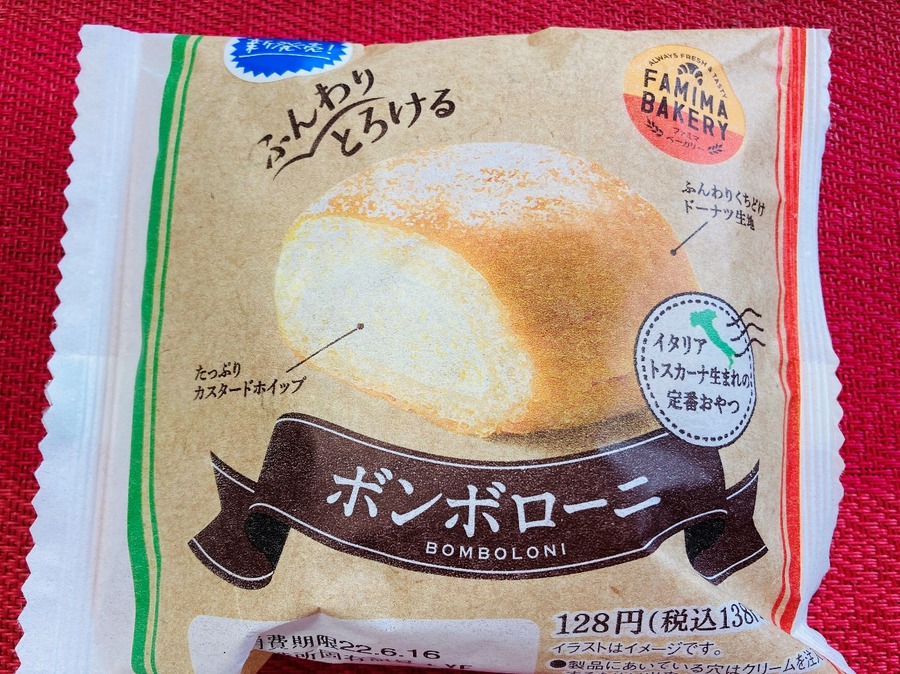 新発売!
ふんわり
とろける
ALWAYS FRESH & TASTY
FAMIMA
BAKERY
ファミマ
ベーカリー
ふんわりくちどけ
ドーナツ生地
イタリア
トスカーナ生まれの
定番おやつ
たっぷり
カスタードホイップ
ボンボローニ
BOMBOLONI
128円(税込138
消費期限22.6.16
イラストはイメージです。
●製品にあいている穴はクリームを注